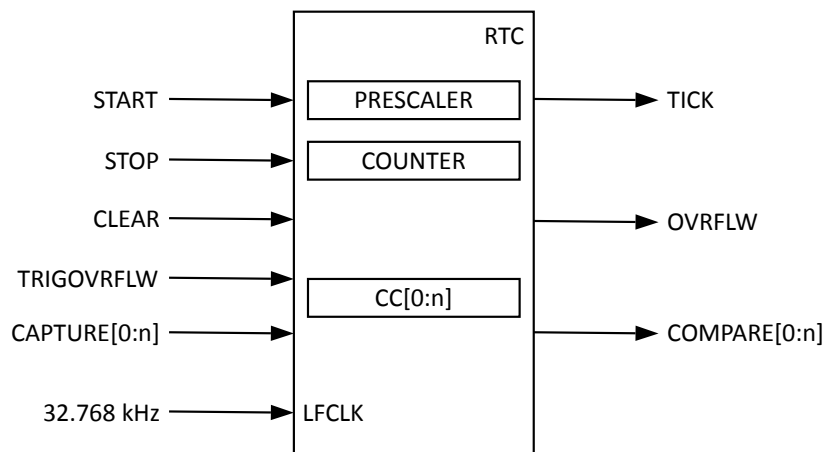 RTC
START
PRESCALER
TICK
STOP
COUNTER
CLEAR
OVRFLW
TRIGOVRFLW
CC[0:n]
CAPTURE[0:n]
COMPARE[0:n]
32.768 kHz
LFCLK